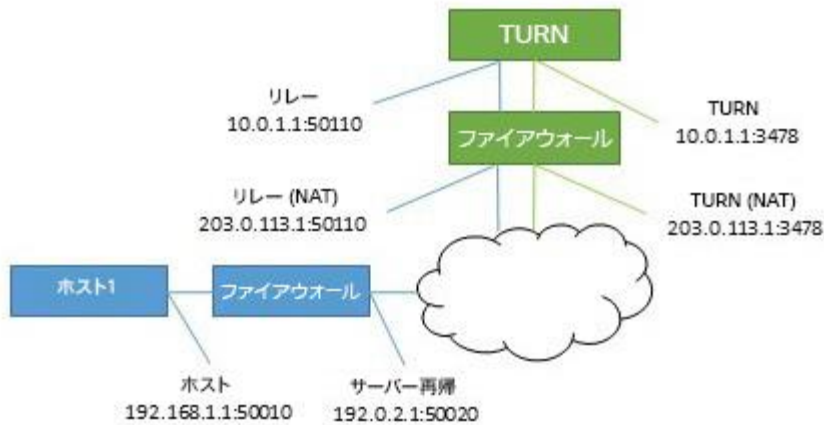 TURN
リレー
10.0.1.1:50110
TURN
10.0.1.1:3478
ファイアウォール
リレー (NAT)
203.0.113.1:50110
TURN (NAT)
203.0.113.1:3478
ホスト1
ファイアウォール
ホスト
192.168.1.1:50010
サーバー再帰
192.0.2.1:50020